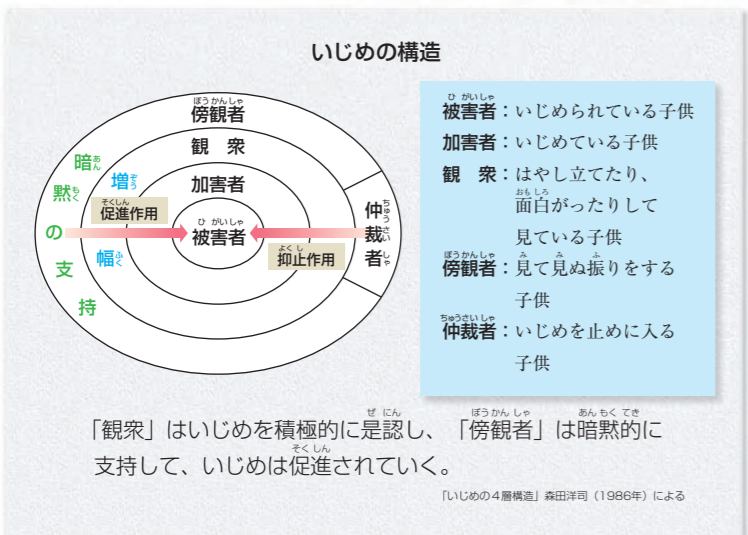 いじめの構造
傍観者
観 衆
加害者
被害者
暗黙の支持
増幅
促進作用
抑止作用
仲裁者
被害者：いじめられている子供
加害者：いじめている子供
観 衆：はやし立てたり、
面白がったりして
見ている子供
傍観者：見て見ぬ振りをする
子供
仲裁者：いじめを止めに入る
子供
「観衆」はいじめを積極的に是認し、「傍観者」は暗黙的に
支持して、いじめは促進されていく。
「いじめの4層構造」森田洋司（1986年）による